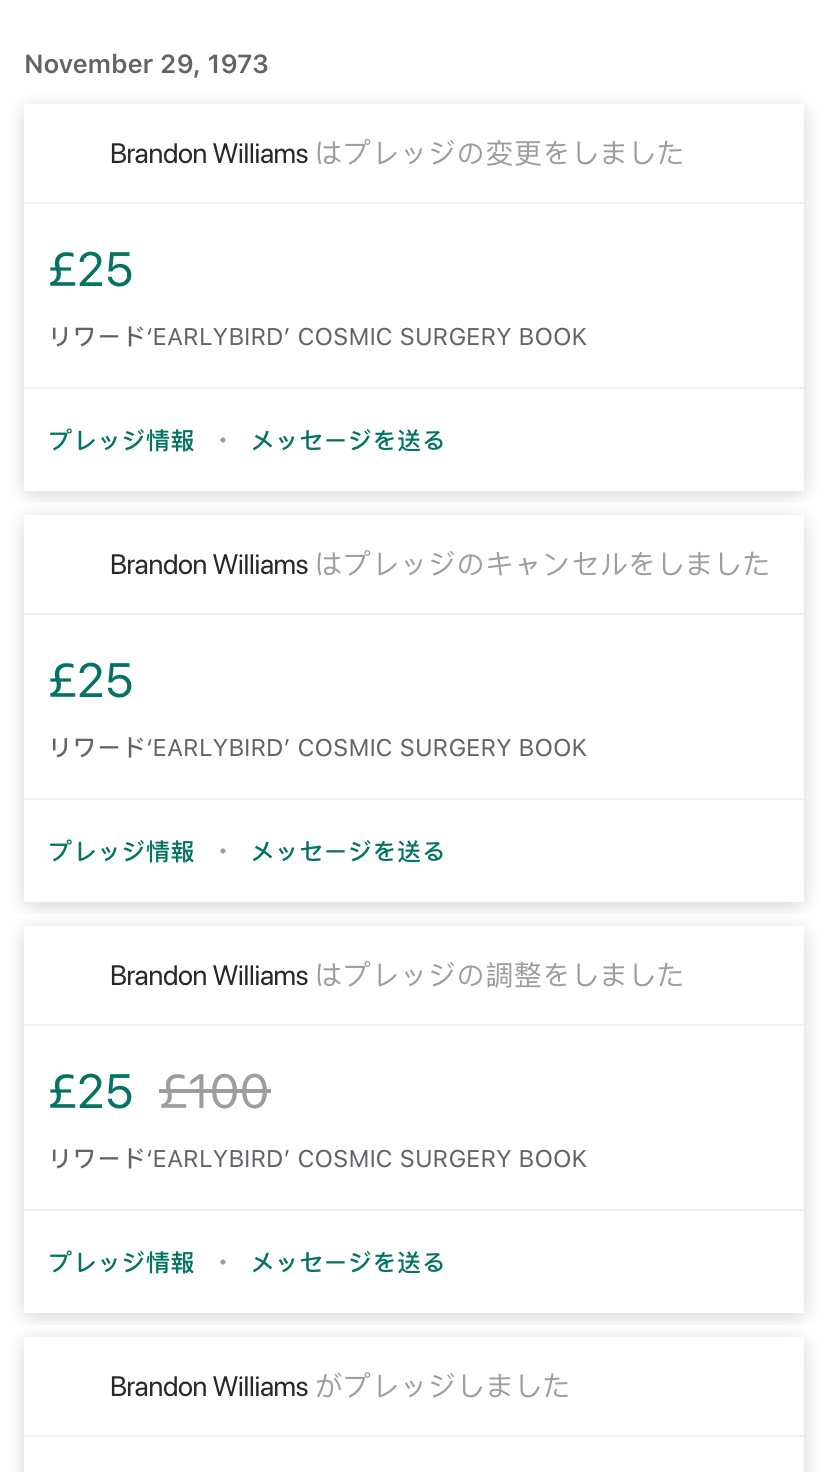 November 29, 1973
Brandon Williams はプレッジの変更をしました
£25
リワード‘EARLYBIRD’ COSMIC SURGERY BOOK
プレッジ情報 ・ メッセージを送る
Brandon Williams はプレッジのキャンセルをしました
£25
リワード‘EARLYBIRD’ COSMIC SURGERY BOOK
プレッジ情報 ・ メッセージを送る
Brandon Williams はプレッジの調整をしました
£25 £100
リワード‘EARLYBIRD’ COSMIC SURGERY BOOK
プレッジ情報 ・ メッセージを送る
Brandon Williams がプレッジしました